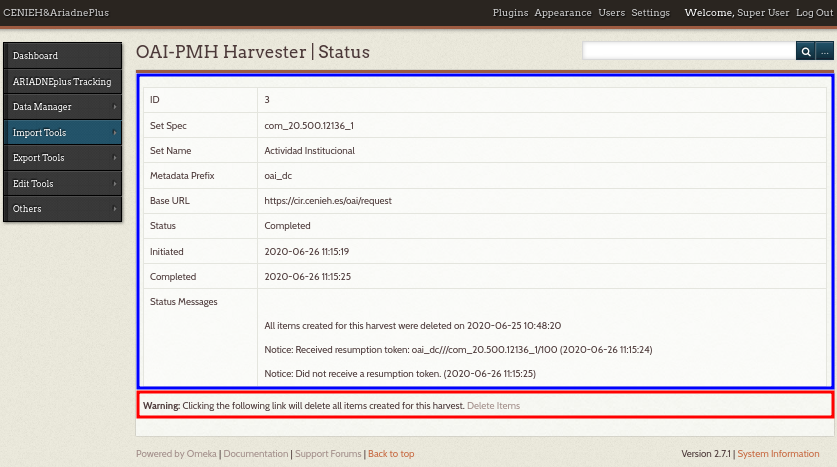 CENIEH&AriadnePlus
Plugins Appearance Users Settings Welcome, Super User Log Out
Dashboard
ARIADNEplus Tracking
Data Manager
Import Tools
Export Tools
Edit Tools
Others
OAI-PMH Harvester | Status
...
ID 3
Set Spec com_20.500.12136_1
Set Name Actividad Institucional
Metadata Prefix oai_dc
Base URL https://cir.cenieh.es/oai/request
Status Completed
Initiated 2020-06-26 11:15:19
Completed 2020-06-26 11:15:25
Status Messages
All items created for this harvest were deleted on 2020-06-25 10:48:20
Notice: Received resumption token: oai_dc///com_20.500.12136_1/100 (2020-06-26 11:15:24)
Notice: Did not receive a resumption token. (2020-06-26 11:15:25)
Warning: Clicking the following link will delete all items created for this harvest. Delete Items
Powered by Omeka | Documentation | Support Forums | Back to top
Version 2.7.1 | System Information